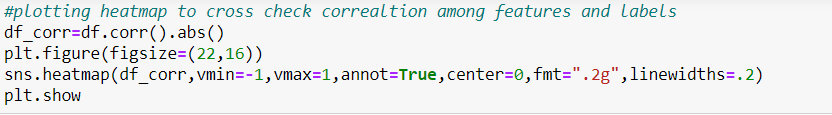 #plotting heatmap to cross check correaltion among features and labels
df_corr=df.corr().abs()
plt.figure(figsize=(22,16))
sns.heatmap(df_corr,vmin=-1,vmax=1,annot=True,center=0,fmt=".2g",linewidths=.2)
plt.show